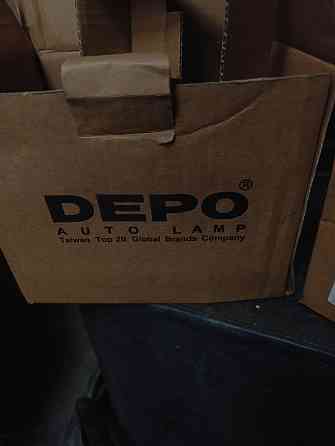 DEPO®
AUTO LAMP
Taiwan Top 20 Global Brands Company